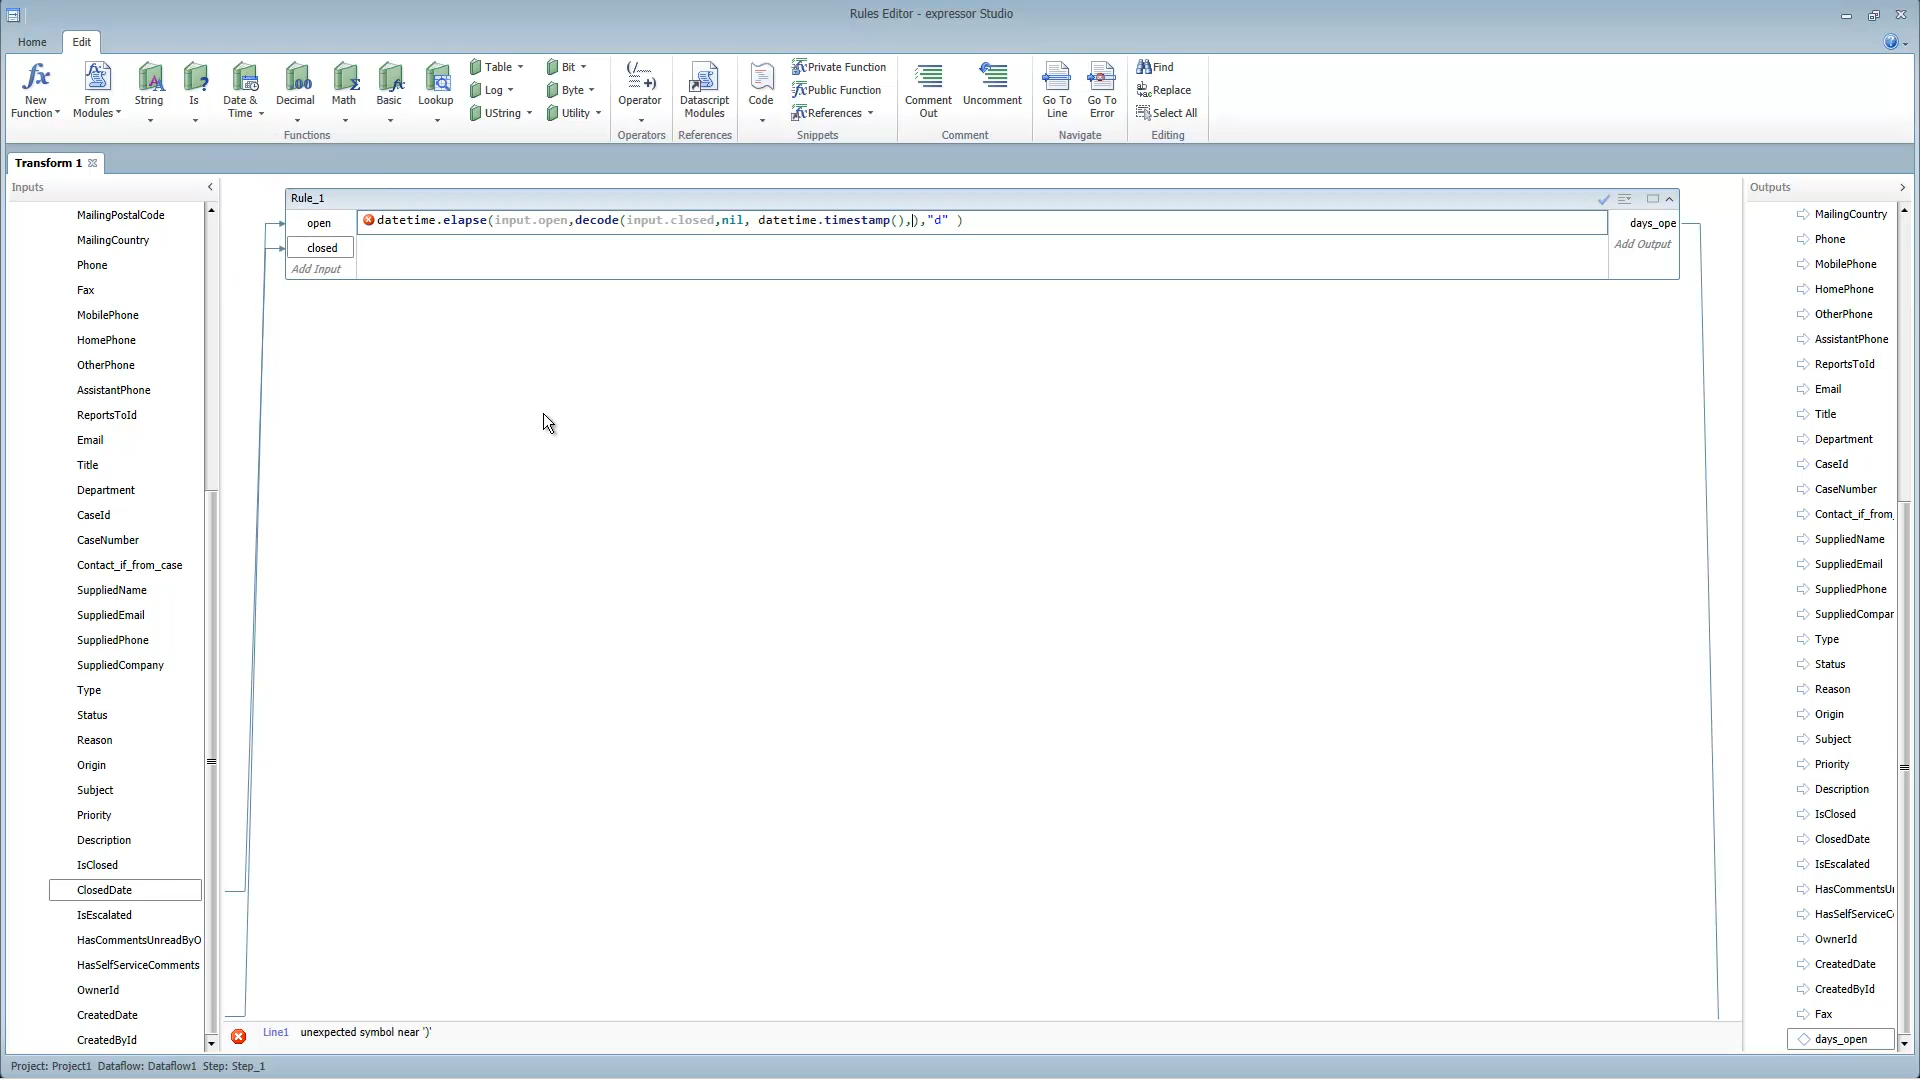 Rules Editor - expressor Studio
Home Edit
New Function
From Modules
String
Is
Date & Time
Decimal
Math
Basic
Lookup
Table
Log
UString
Bit
Byte
Utility
Functions
Operator
Operators
Datascript Modules
References
Code
Private Function
Public Function
References
Snippets
Comment Out
Uncomment
Comment
Go To Line
Go To Error
Navigate
Find
Replace
Select All
Editing
Transform 1
Inputs
MailingPostalCode
MailingCountry
Phone
Fax
MobilePhone
HomePhone
OtherPhone
AssistantPhone
ReportsToId
Email
Title
Department
CaseId
CaseNumber
Contact_if_from_case
SuppliedName
SuppliedEmail
SuppliedPhone
SuppliedCompany
Type
Status
Reason
Origin
Subject
Priority
Description
IsClosed
ClosedDate
IsEscalated
HasCommentsUnreadByO
HasSelfServiceComments
OwnerId
CreatedDate
CreatedById
Rule_1
open
closed
Add Input
datetime.elapse(input.open,decode(input.closed,nil, datetime.timestamp(),),"d" )
days_ope
Add Output
Line1 unexpected symbol near ')'
Outputs
MailingCountry
Phone
MobilePhone
HomePhone
OtherPhone
AssistantPhone
ReportsToId
Email
Title
Department
CaseId
CaseNumber
Contact_if_from_
SuppliedName
SuppliedEmail
SuppliedPhone
SuppliedCompar
Type
Status
Reason
Origin
Subject
Priority
Description
IsClosed
ClosedDate
IsEscalated
HasCommentsUr
HasSelfServiceC
OwnerId
CreatedDate
CreatedById
Fax
days_open
Project: Project1 Dataflow: Dataflow1 Step: Step_1